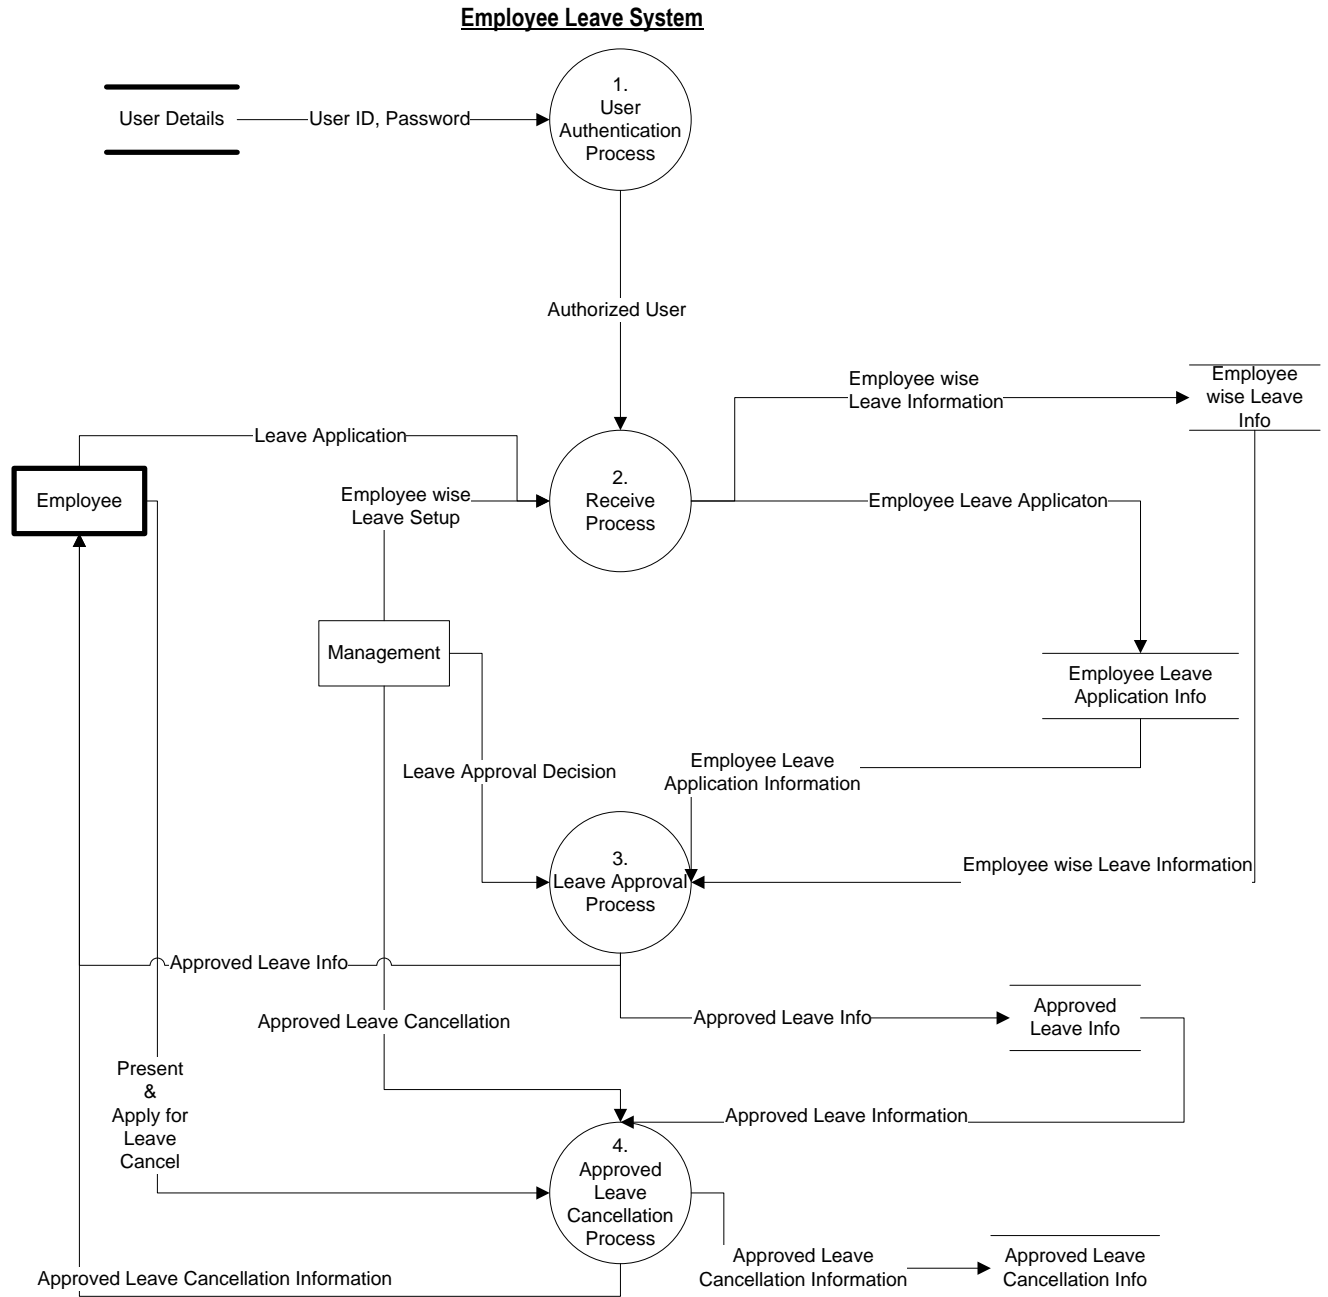 Employee Leave System
1.
User
Authentication
Process
User Details
User ID, Password
Authorized User
Employee wise
Leave Information
Employee
wise Leave
Info
Leave Application
Employee
Employee wise
Leave Setup
2.
Receive
Process
Employee Leave Applicaton
Management
Employee Leave
Application Info
Leave Approval Decision
Employee Leave
Application Information
3.
Leave Approval
Process
Employee wise Leave Information
Approved Leave Info
Approved Leave Cancellation
Approved Leave Info
Approved
Leave Info
Present
&
Apply for
Leave
Cancel
Approved Leave Information
4.
Approved
Leave
Cancellation
Process
Approved Leave Cancellation Information
Approved Leave
Cancellation Information
Approved Leave
Cancellation Info